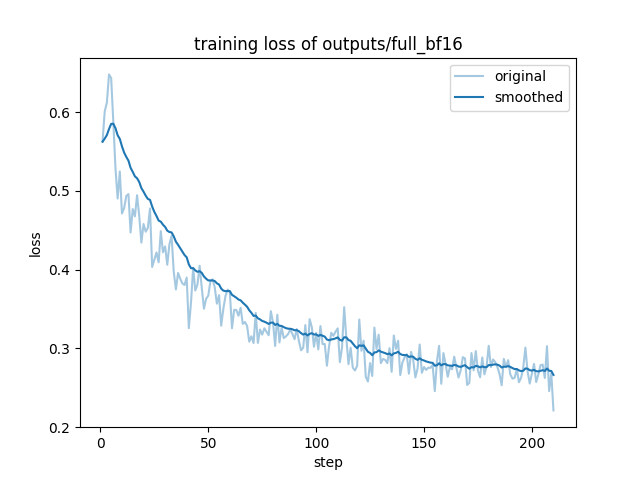 training loss of outputs/full_bf16
original
smoothed
0.6
0.5
0.4
0.3
0.2
loss
0 50 100 150 200
step